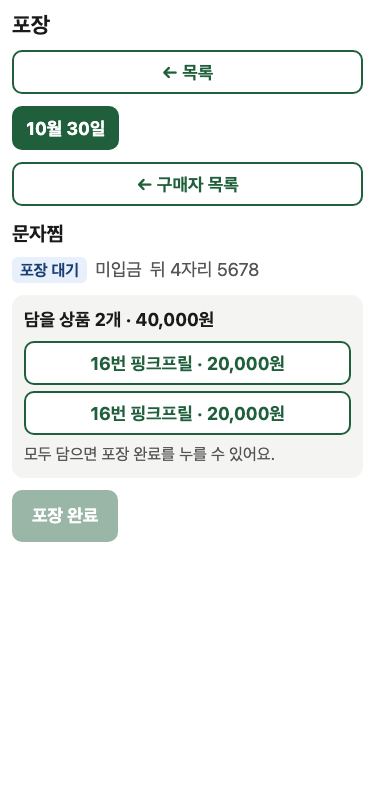 포장
← 목록
10월 30일
← 구매자 목록
문자찜
포장 대기 미입금 뒤 4자리 5678
담을 상품 2개 · 40,000원
16번 핑크프릴 · 20,000원
16번 핑크프릴 · 20,000원
모두 담으면 포장 완료를 누를 수 있어요.
포장 완료